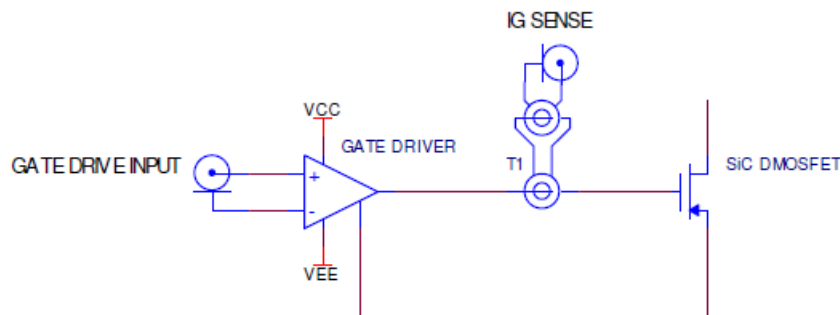 IG SENSE
VCC
GATE DRIVER
GATE DRIVE INPUT
T1
SiC DMOSFET
+
-
VEE